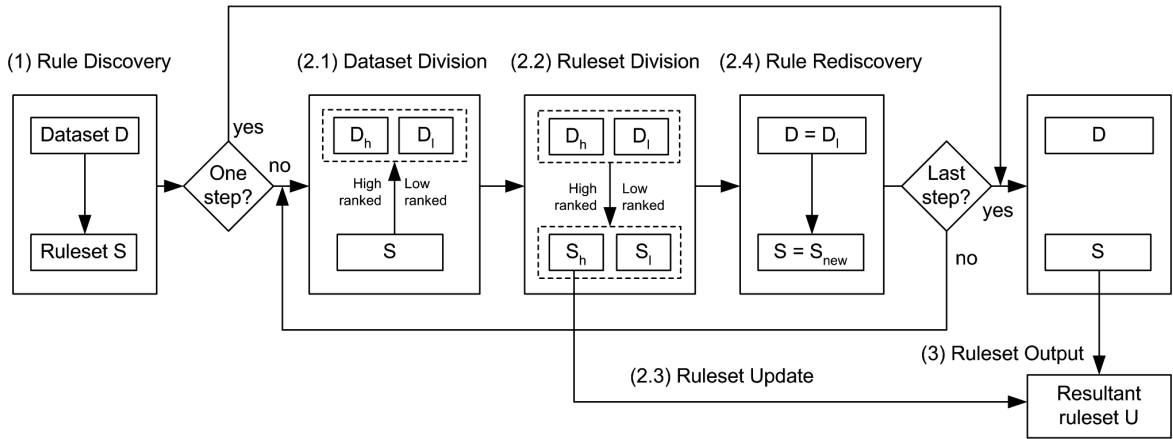 (1) Rule Discovery
(2.1) Dataset Division
(2.2) Ruleset Division
(2.4) Rule Rediscovery
Dataset D
Ruleset S
yes
One
step?
no
Dh
Dl
High
ranked
Low
ranked
S
Dh
Dl
High
ranked
Low
ranked
Sh
Sl
D = Dl
S = Snew
Last
step?
yes
no
D
S
(2.3) Ruleset Update
(3) Ruleset Output
Resultant
ruleset U